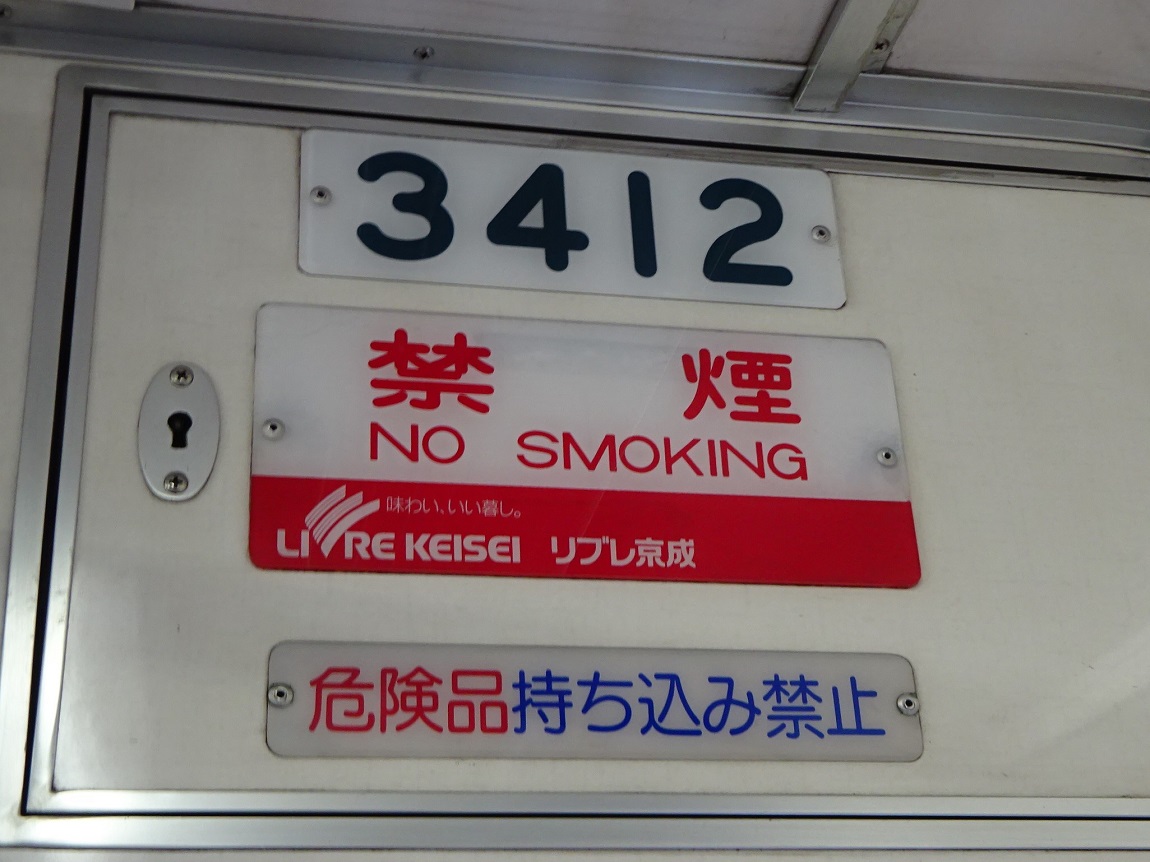 3412
禁 煙
NO SMOKING
味わい、いい暮し。
LIVRE KEISEI リブレ京成
危険品持ち込み禁止